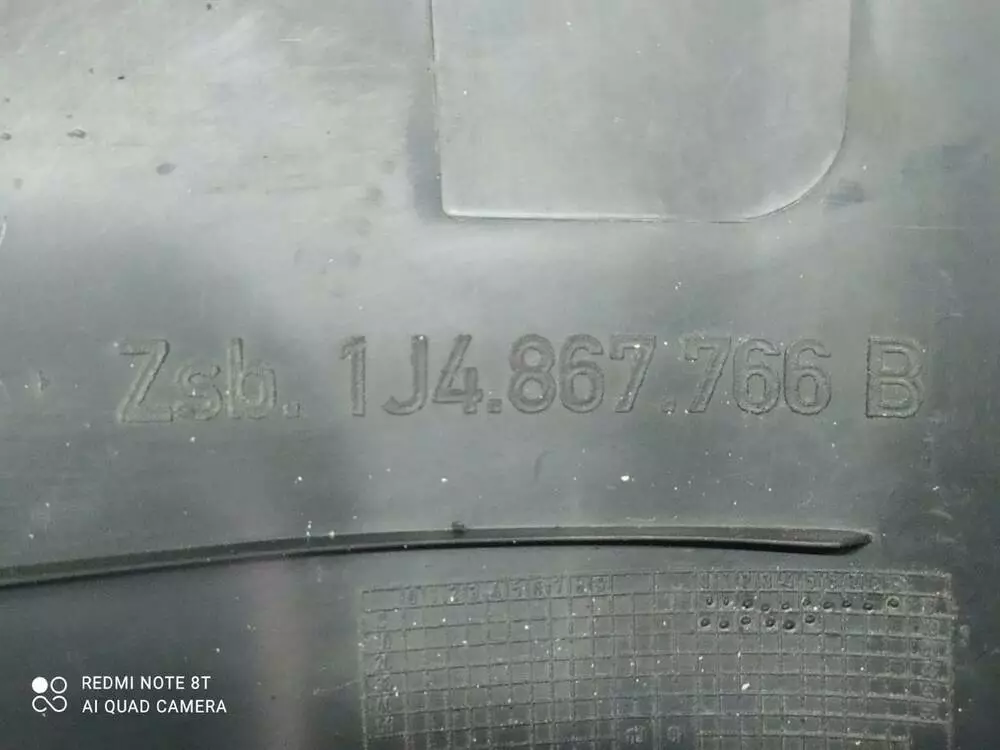 Zsb. 1J4.867.766 B
REDMI NOTE 8T
AI QUAD CAMERA